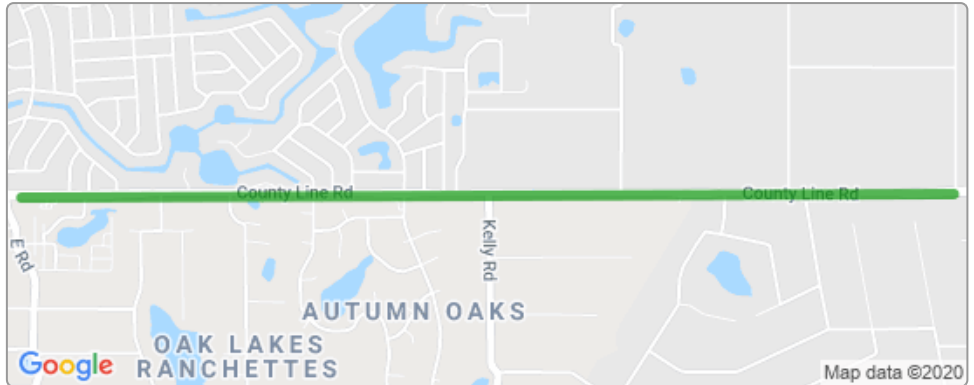 County Line Rd
County Line Rd
E Rd
Kelly Rd
AUTUMN OAKS
OAK LAKES
RANCHETTES
Google
Map data ©2020